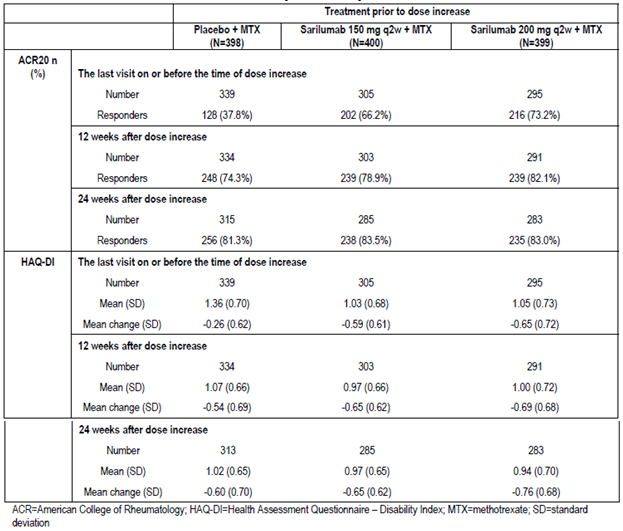 Treatment prior to dose increase
Placebo + MTX Sarilumab 150 mg q2w + MTX Sarilumab 200 mg q2w + MTX
(N=398) (N=400) (N=399)
ACR20 n
(%)
The last visit on or before the time of dose increase
Number 339 305 295
Responders 128 (37.8%) 202 (66.2%) 216 (73.2%)
12 weeks after dose increase
Number 334 303 291
Responders 248 (74.3%) 239 (78.9%) 239 (82.1%)
24 weeks after dose increase
Number 315 285 283
Responders 256 (81.3%) 238 (83.5%) 235 (83.0%)
HAQ-DI The last visit on or before the time of dose increase
Number 339 305 295
Mean (SD) 1.36 (0.70) 1.03 (0.68) 1.05 (0.73)
Mean change (SD) -0.26 (0.62) -0.59 (0.61) -0.65 (0.72)
12 weeks after dose increase
Number 334 303 291
Mean (SD) 1.07 (0.66) 0.97 (0.66) 1.00 (0.72)
Mean change (SD) -0.54 (0.69) -0.65 (0.62) -0.69 (0.68)
24 weeks after dose increase
Number 313 285 283
Mean (SD) 1.02 (0.65) 0.97 (0.65) 0.94 (0.70)
Mean change (SD) -0.60 (0.70) -0.65 (0.62) -0.76 (0.68)
ACR=American College of Rheumatology; HAQ-DI=Health Assessment Questionnaire – Disability Index; MTX=methotrexate; SD=standard
deviation